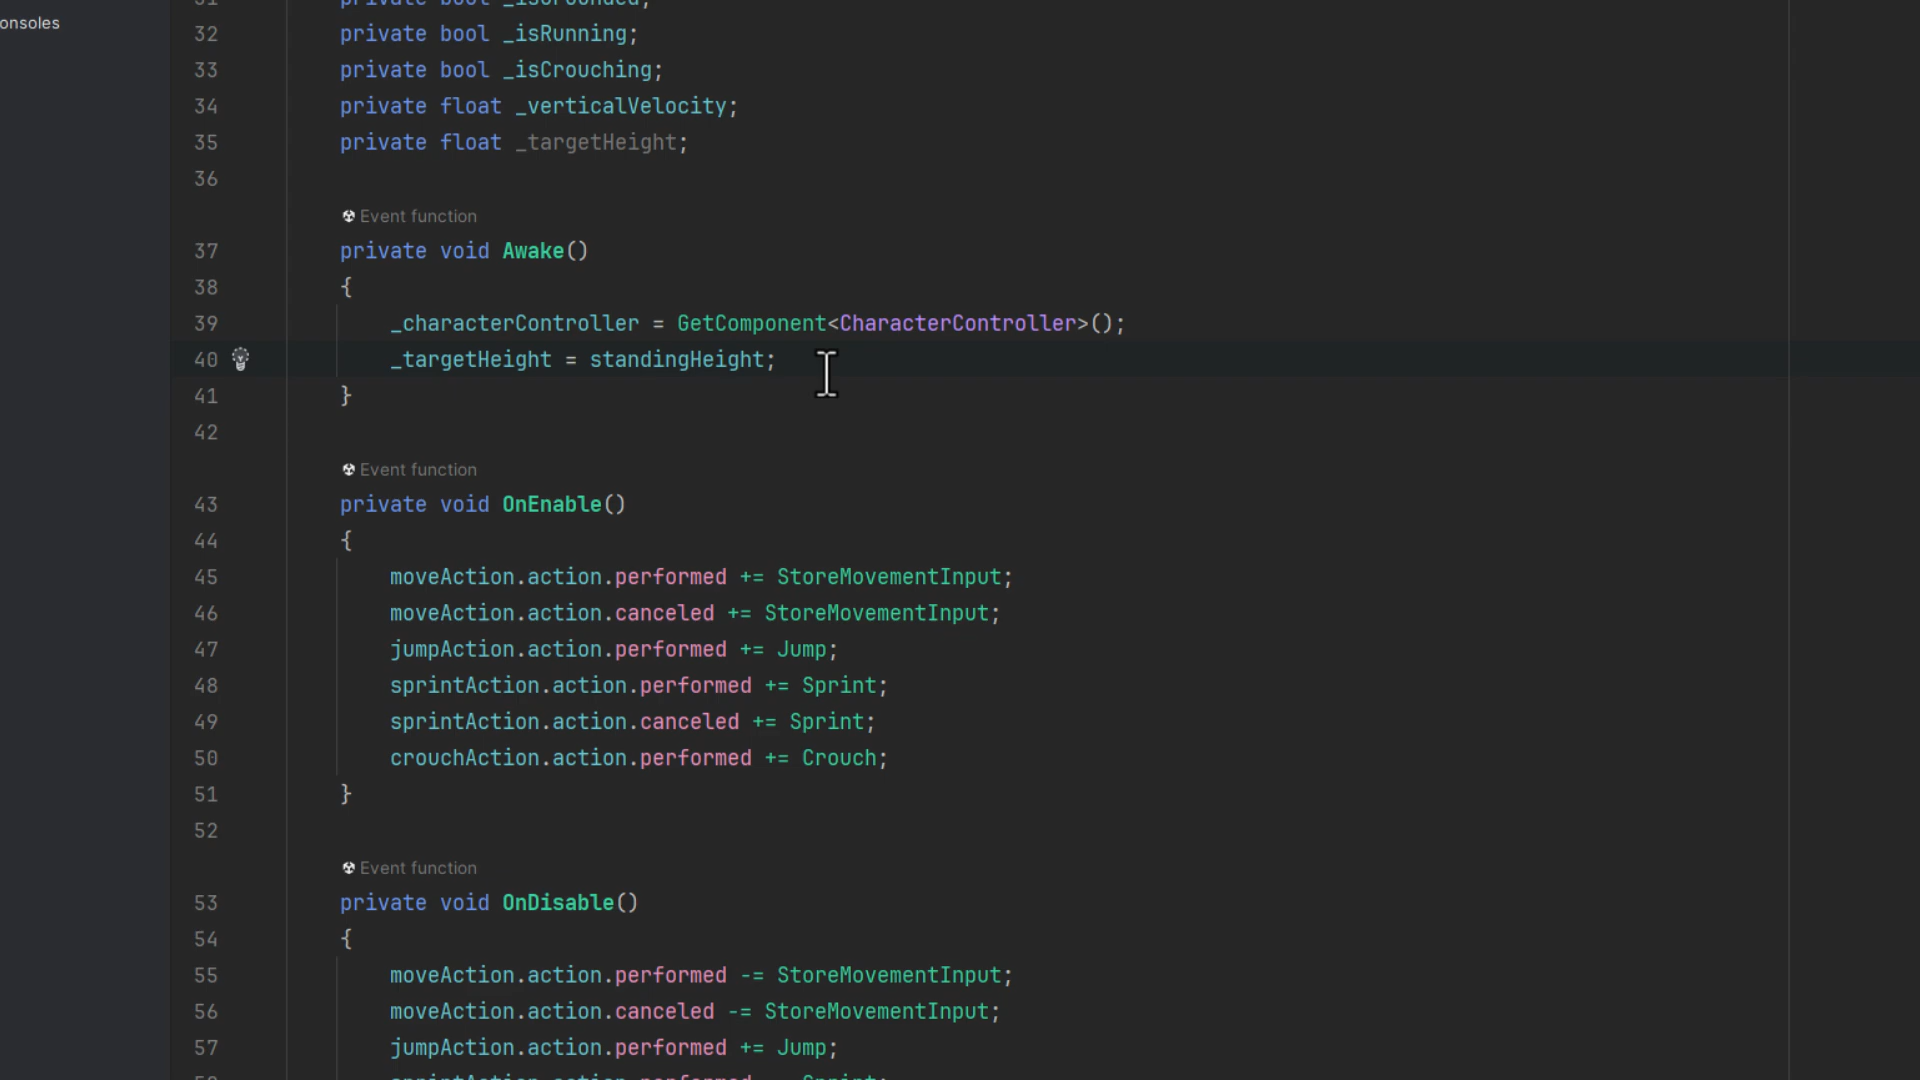 onsoles
31 private bool _isGrounded;
32 private bool _isRunning;
33 private bool _isCrouching;
34 private float _verticalVelocity;
35 private float _targetHeight;
36
Event function
37 private void Awake()
38 {
39 _characterController = GetComponent<CharacterController>();
40 _targetHeight = standingHeight;
41 }
42
Event function
43 private void OnEnable()
44 {
45 moveAction.action.performed += StoreMovementInput;
46 moveAction.action.canceled += StoreMovementInput;
47 jumpAction.action.performed += Jump;
48 sprintAction.action.performed += Sprint;
49 sprintAction.action.canceled += Sprint;
50 crouchAction.action.performed += Crouch;
51 }
52
Event function
53 private void OnDisable()
54 {
55 moveAction.action.performed -= StoreMovementInput;
56 moveAction.action.canceled -= StoreMovementInput;
57 jumpAction.action.performed += Jump;